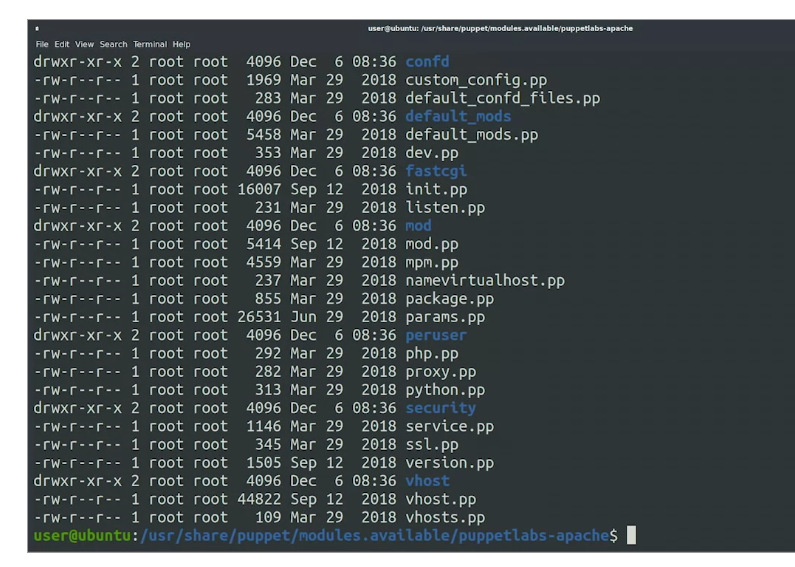 user@ubuntu: /usr/share/puppet/modules.available/puppetlabs-apache
File Edit View Search Terminal Help
drwxr-xr-x 2 root root  4096 Dec  6 08:36 confd
-rw-r--r-- 1 root root  1969 Mar 29  2018 custom_config.pp
-rw-r--r-- 1 root root   283 Mar 29  2018 default_confd_files.pp
drwxr-xr-x 2 root root  4096 Dec  6 08:36 default_mods
-rw-r--r-- 1 root root  5458 Mar 29  2018 default_mods.pp
-rw-r--r-- 1 root root   353 Mar 29  2018 dev.pp
drwxr-xr-x 2 root root  4096 Dec  6 08:36 fastcgi
-rw-r--r-- 1 root root 16007 Sep 12  2018 init.pp
-rw-r--r-- 1 root root   231 Mar 29  2018 listen.pp
drwxr-xr-x 2 root root  4096 Dec  6 08:36 mod
-rw-r--r-- 1 root root  5414 Sep 12  2018 mod.pp
-rw-r--r-- 1 root root  4559 Mar 29  2018 mpm.pp
-rw-r--r-- 1 root root   237 Mar 29  2018 namevirtualhost.pp
-rw-r--r-- 1 root root   855 Mar 29  2018 package.pp
-rw-r--r-- 1 root root 26531 Jun 29  2018 params.pp
drwxr-xr-x 2 root root  4096 Dec  6 08:36 peruser
-rw-r--r-- 1 root root   292 Mar 29  2018 php.pp
-rw-r--r-- 1 root root   282 Mar 29  2018 proxy.pp
-rw-r--r-- 1 root root   313 Mar 29  2018 python.pp
drwxr-xr-x 2 root root  4096 Dec  6 08:36 security
-rw-r--r-- 1 root root  1146 Mar 29  2018 service.pp
-rw-r--r-- 1 root root   345 Mar 29  2018 ssl.pp
-rw-r--r-- 1 root root  1505 Sep 12  2018 version.pp
drwxr-xr-x 2 root root  4096 Dec  6 08:36 vhost
-rw-r--r-- 1 root root 44822 Sep 12  2018 vhost.pp
-rw-r--r-- 1 root root   109 Mar 29  2018 vhosts.pp
user@ubuntu:/usr/share/puppet/modules.available/puppetlabs-apache$